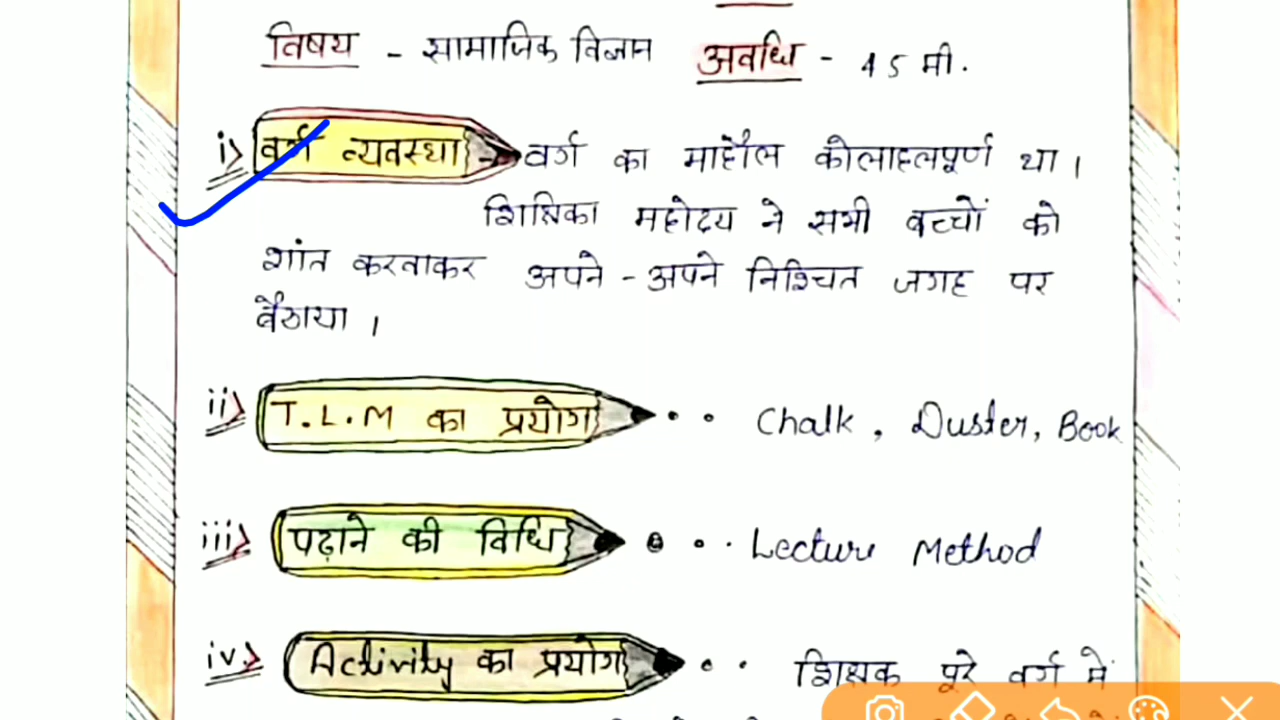 विषय - सामाजिक विज्ञान अवधि - 45 मी.
i> वर्ग व्यवस्था → वर्ग का माहौल कोलाहलपूर्ण था।
शिक्षिका महोदय ने सभी बच्चों को
शांत करवाकर अपने - अपने निश्चित जगह पर
बैठाया।
ii> T.L.M का प्रयोग Chalk, Duster, Book
iii> पढ़ाने की विधि Lecture Method
iv.> Activity का प्रयोग शिक्षक पूरे वर्ग में